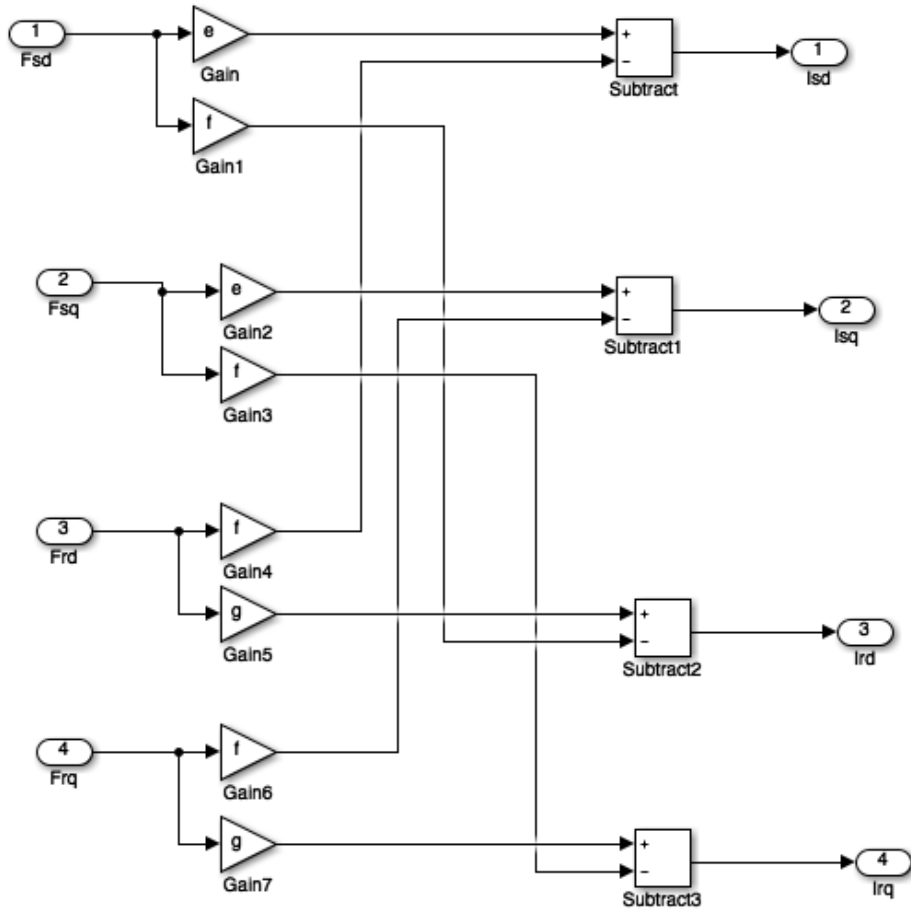 1
Fsd
e
Gain
+
−
Subtract
1
Isd
f
Gain1
2
Fsq
e
Gain2
+
−
Subtract1
2
Isq
f
Gain3
3
Frd
f
Gain4
g
Gain5
+
−
Subtract2
3
Ird
4
Frq
f
Gain6
g
Gain7
+
−
Subtract3
4
Irq